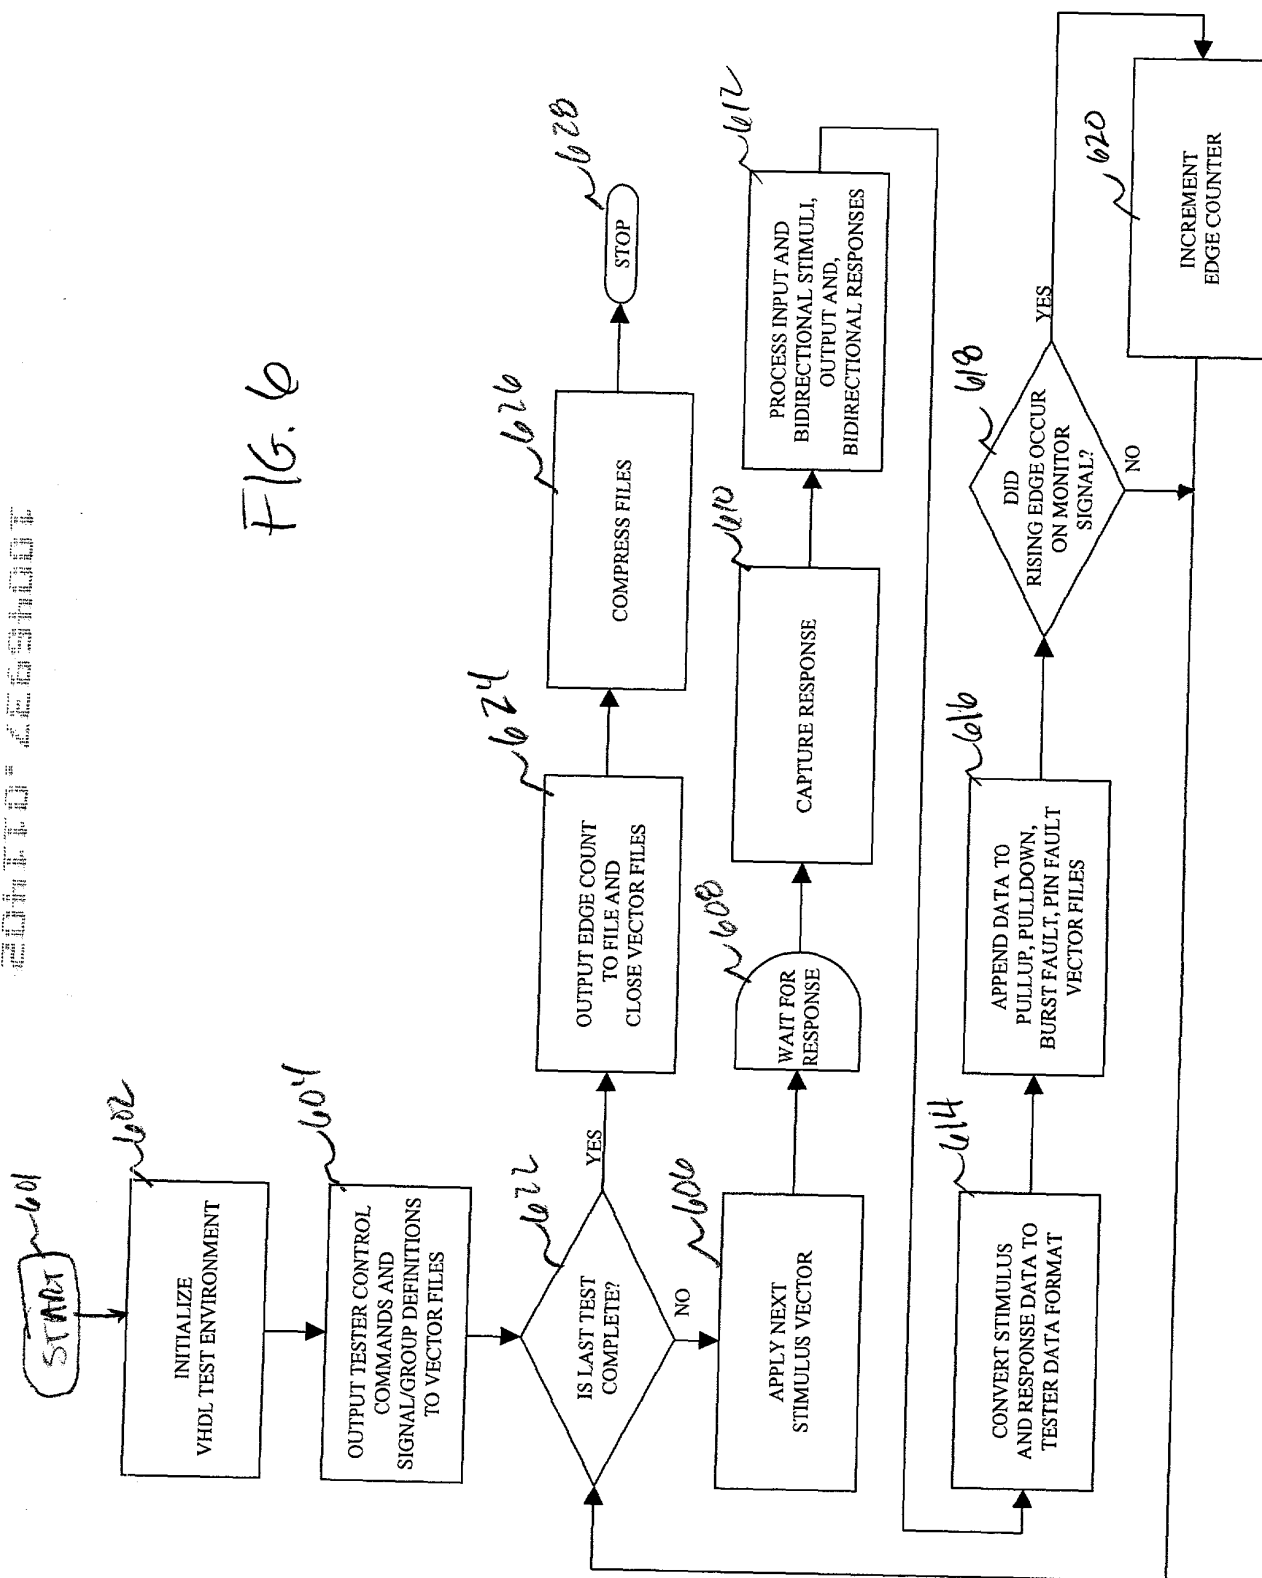 FIG. 6
START
601
INITIALIZE
VHDL TEST ENVIRONMENT
602
OUTPUT TESTER CONTROL
COMMANDS AND
SIGNAL/GROUP DEFINITIONS
TO VECTOR FILES
604
IS LAST TEST
COMPLETE?
622
YES
NO
OUTPUT EDGE COUNT
TO FILE AND
CLOSE VECTOR FILES
624
COMPRESS FILES
626
STOP
628
APPLY NEXT
STIMULUS VECTOR
606
WAIT FOR
RESPONSE
608
CAPTURE RESPONSE
610
PROCESS INPUT AND
BIDIRECTIONAL STIMULI,
OUTPUT AND,
BIDIRECTIONAL RESPONSES
612
CONVERT STIMULUS
AND RESPONSE DATA TO
TESTER DATA FORMAT
614
APPEND DATA TO
PULLUP, PULLDOWN,
BURST FAULT, PIN FAULT
VECTOR FILES
616
DID
RISING EDGE OCCUR
ON MONITOR
SIGNAL?
618
YES
NO
INCREMENT
EDGE COUNTER
620